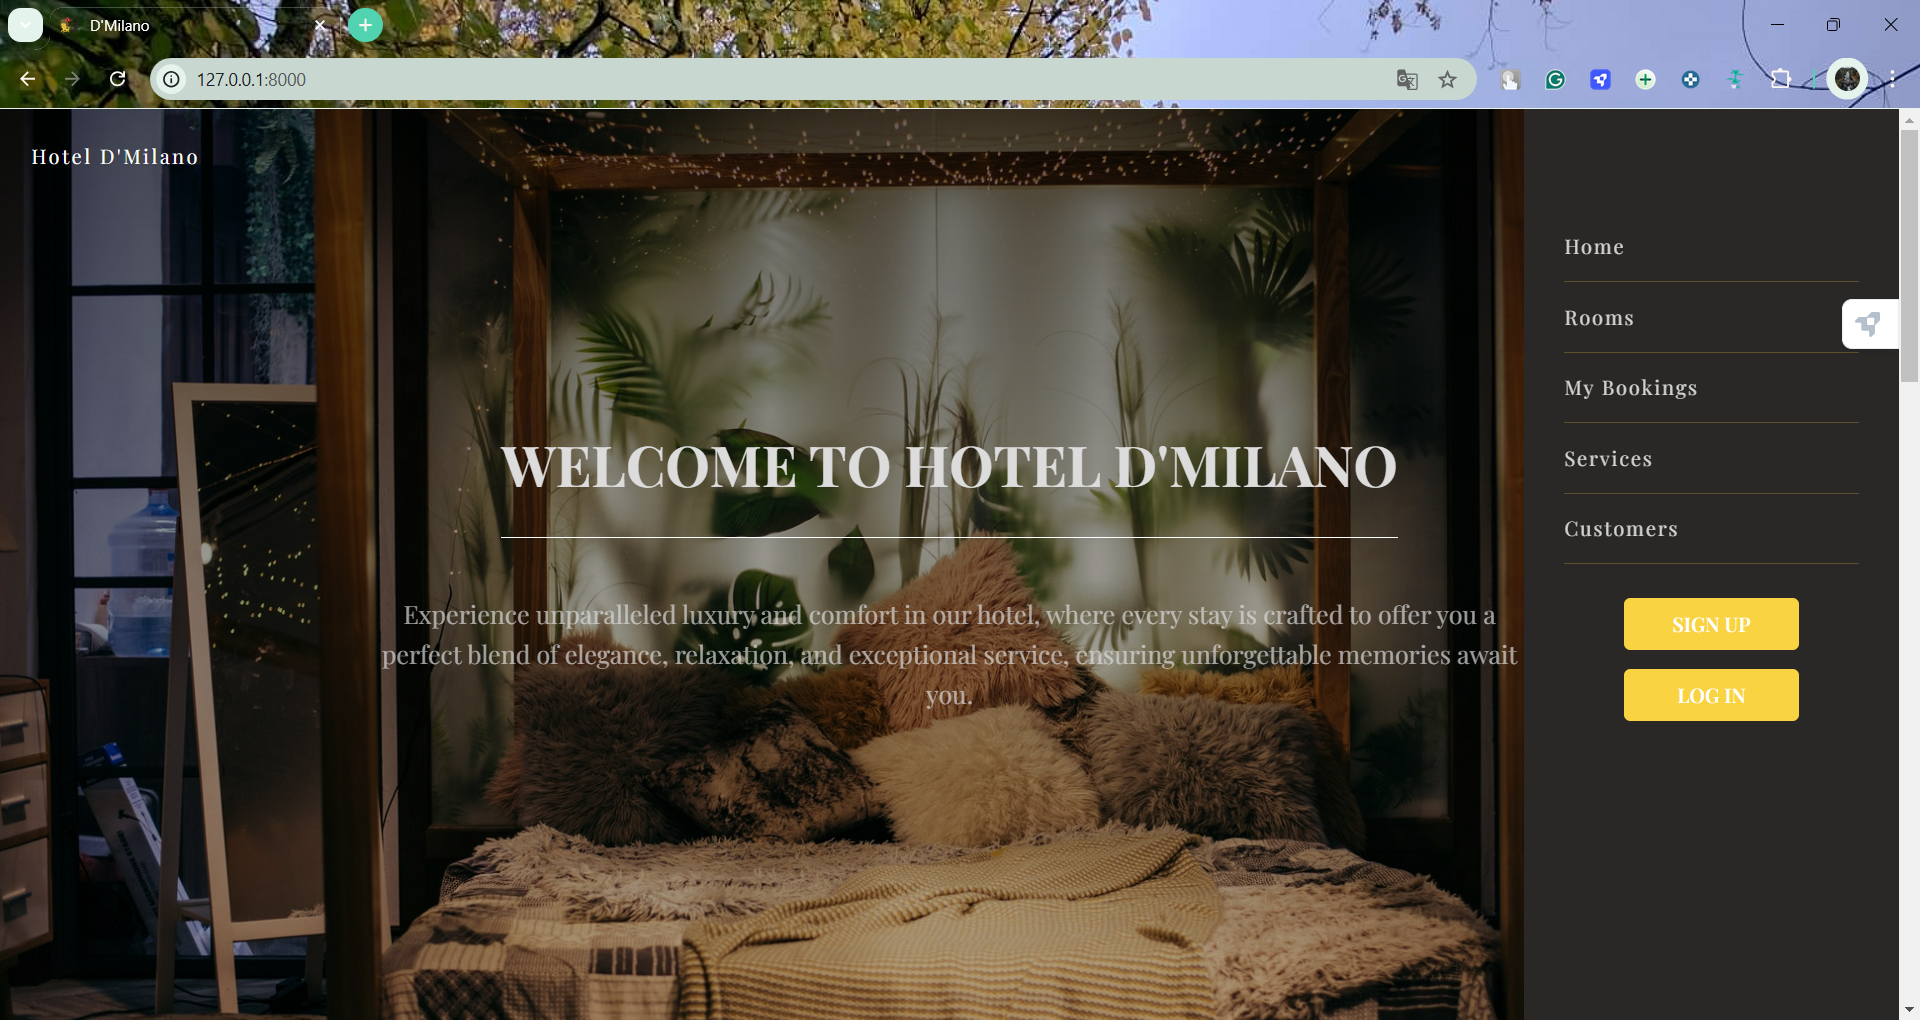 D'Milano
127.0.0.1:8000
Hotel D'Milano
Home
Rooms
My Bookings
Services
Customers
SIGN UP
LOG IN
WELCOME TO HOTEL D'MILANO
Experience unparalleled luxury and comfort in our hotel, where every stay is crafted to offer you a
perfect blend of elegance, relaxation, and exceptional service, ensuring unforgettable memories await
you.